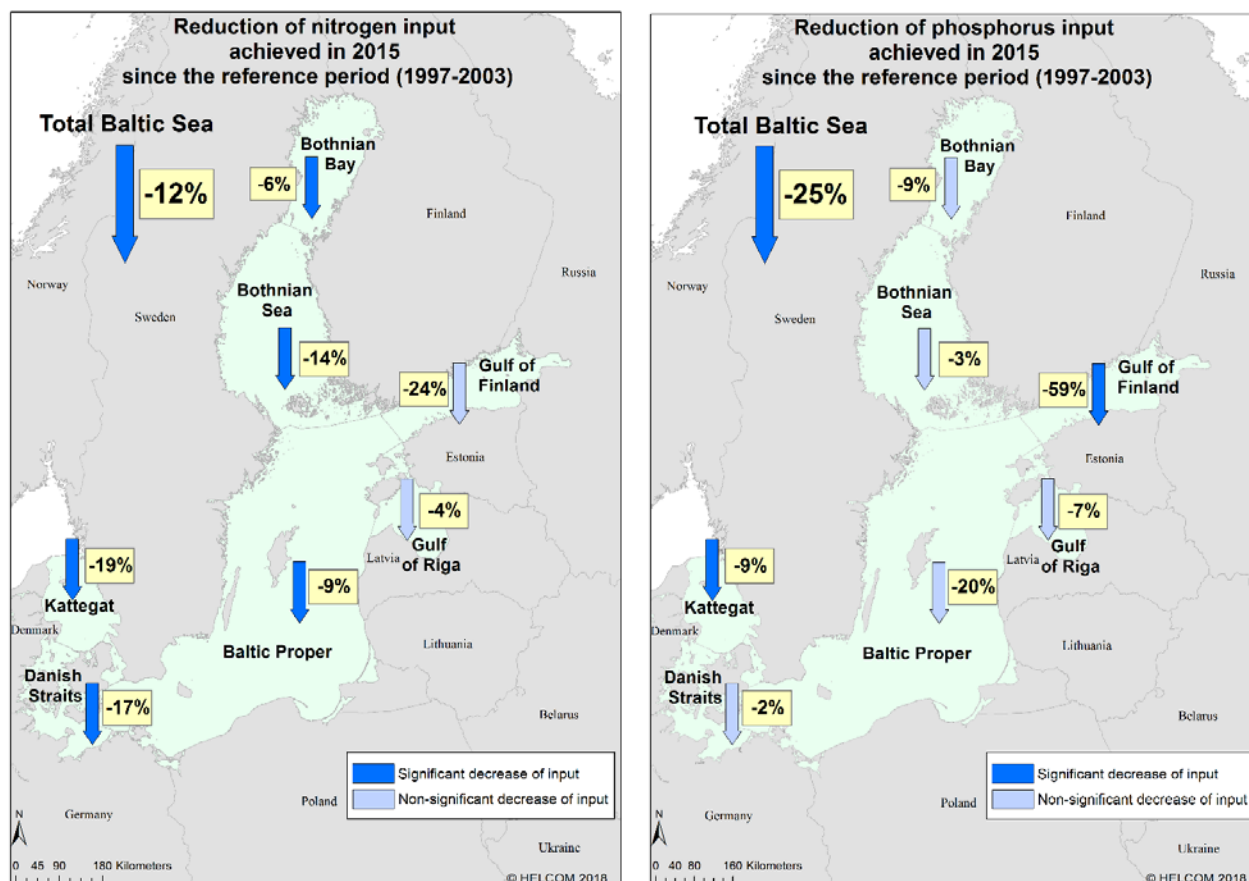 Reduction of nitrogen input
achieved in 2015
since the reference period (1997-2003)
Total Baltic Sea
-12%
Bothnian
Bay
-6%
Finland
Norway
Russia
Sweden
Bothnian
Sea
-14%
-24%
Gulf of
Finland
Estonia
-4%
Gulf
of Riga
Latvia
-19%
Kattegat
-9%
Denmark
Lithuania
Baltic Proper
Danish
Straits
-17%
Belarus
Significant decrease of input
Non-significant decrease of input
Poland
Germany
Ukraine
N
0 45 90 180 Kilometers
© HELCOM 2018
Reduction of phosphorus input
achieved in 2015
since the reference period (1997-2003)
Total Baltic Sea
-25%
Bothnian
Bay
-9%
Finland
Norway
Russia
Sweden
Bothnian
Sea
-3%
-59%
Gulf of
Finland
Estonia
-7%
Gulf
of Riga
Latvia
-9%
Kattegat
-20%
Denmark
Lithuania
Baltic Proper
Danish
Straits
-2%
Belarus
Significant decrease of input
Non-significant decrease of input
Poland
Germany
Ukraine
N
0 40 80 160 Kilometers
© HELCOM 2018